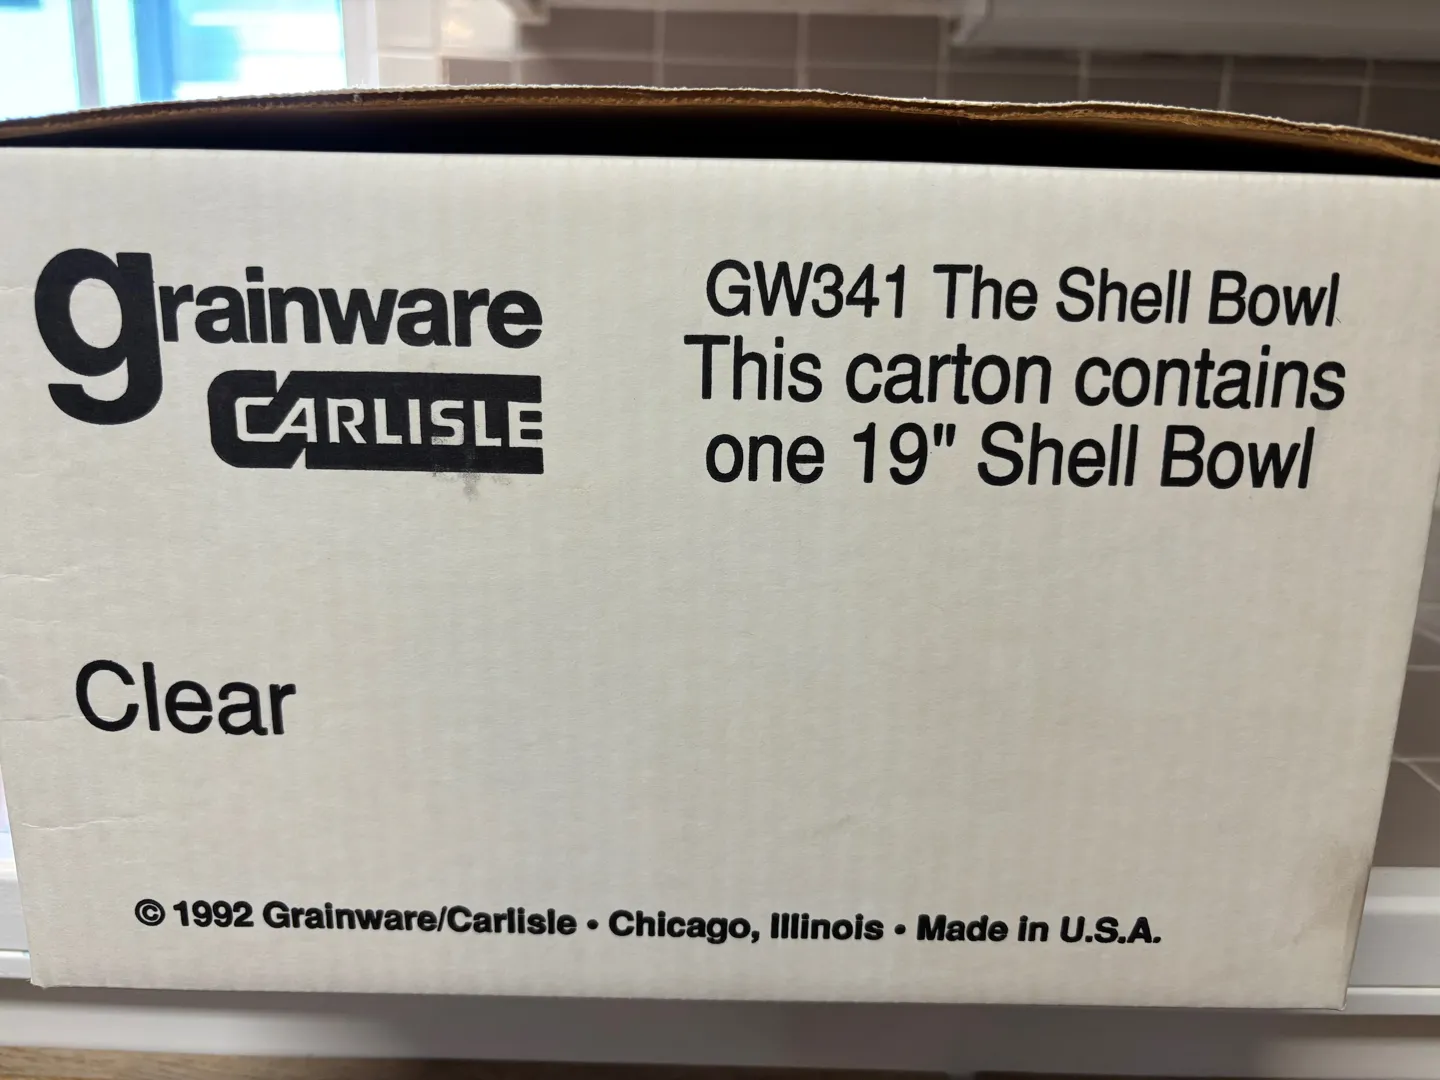 grainware
CARLISLE
GW341 The Shell Bowl
This carton contains
one 19" Shell Bowl
Clear
© 1992 Grainware/Carlisle • Chicago, Illinois • Made in U.S.A.